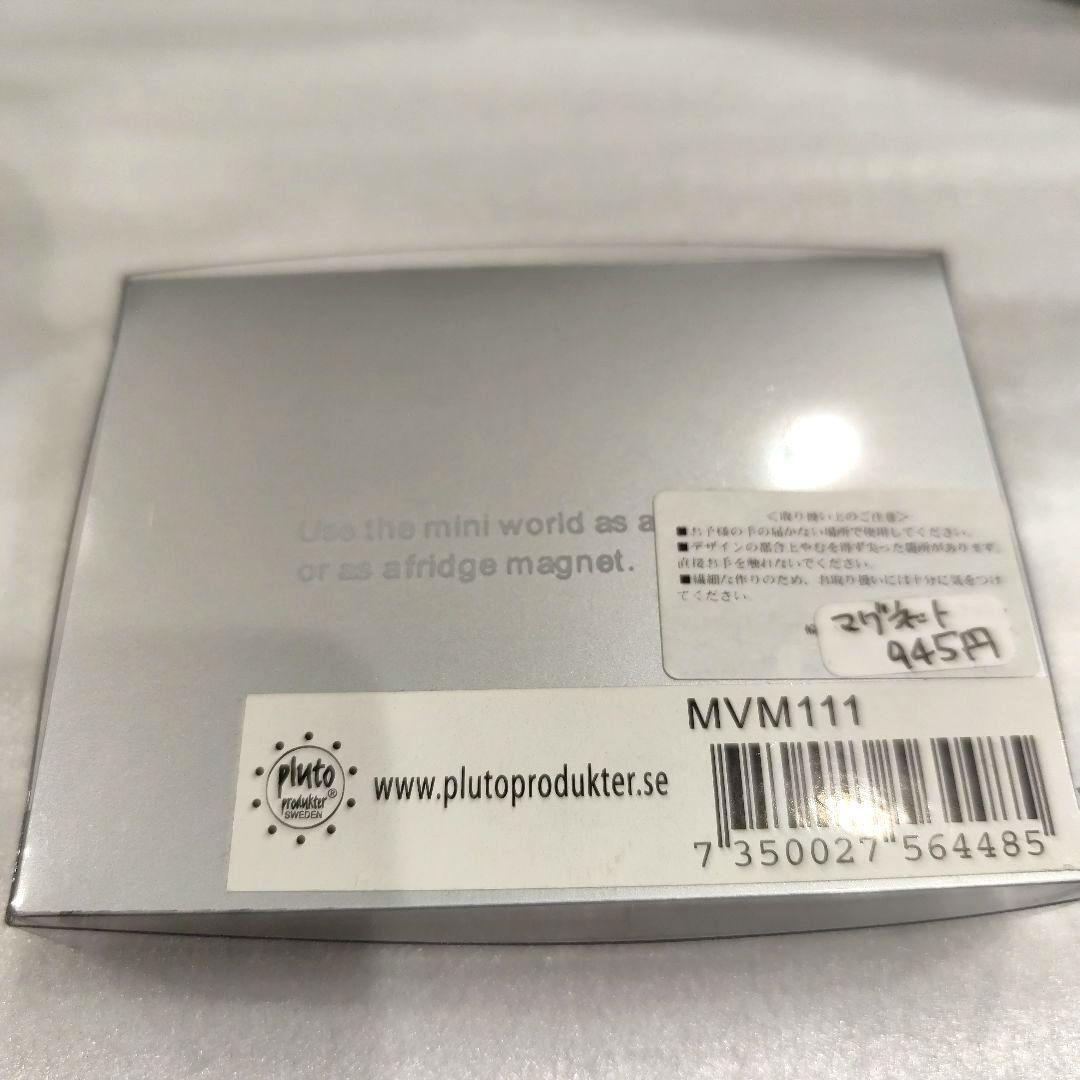 Use the mini world as a
or as afridge magnet.
<取り扱い上のご注意>
■お子様の手の届かない場所で使用してください。
■デザインの都合上やむを得ず尖った箇所があります。
直接お手を触れないでください。
■繊細な作りのため、お取り扱いには十分に気をつけ
てください。
マグネット
945円
MVM111
pluto
produkter®
SWEDEN
www.plutoprodukter.se
7 350027 564485